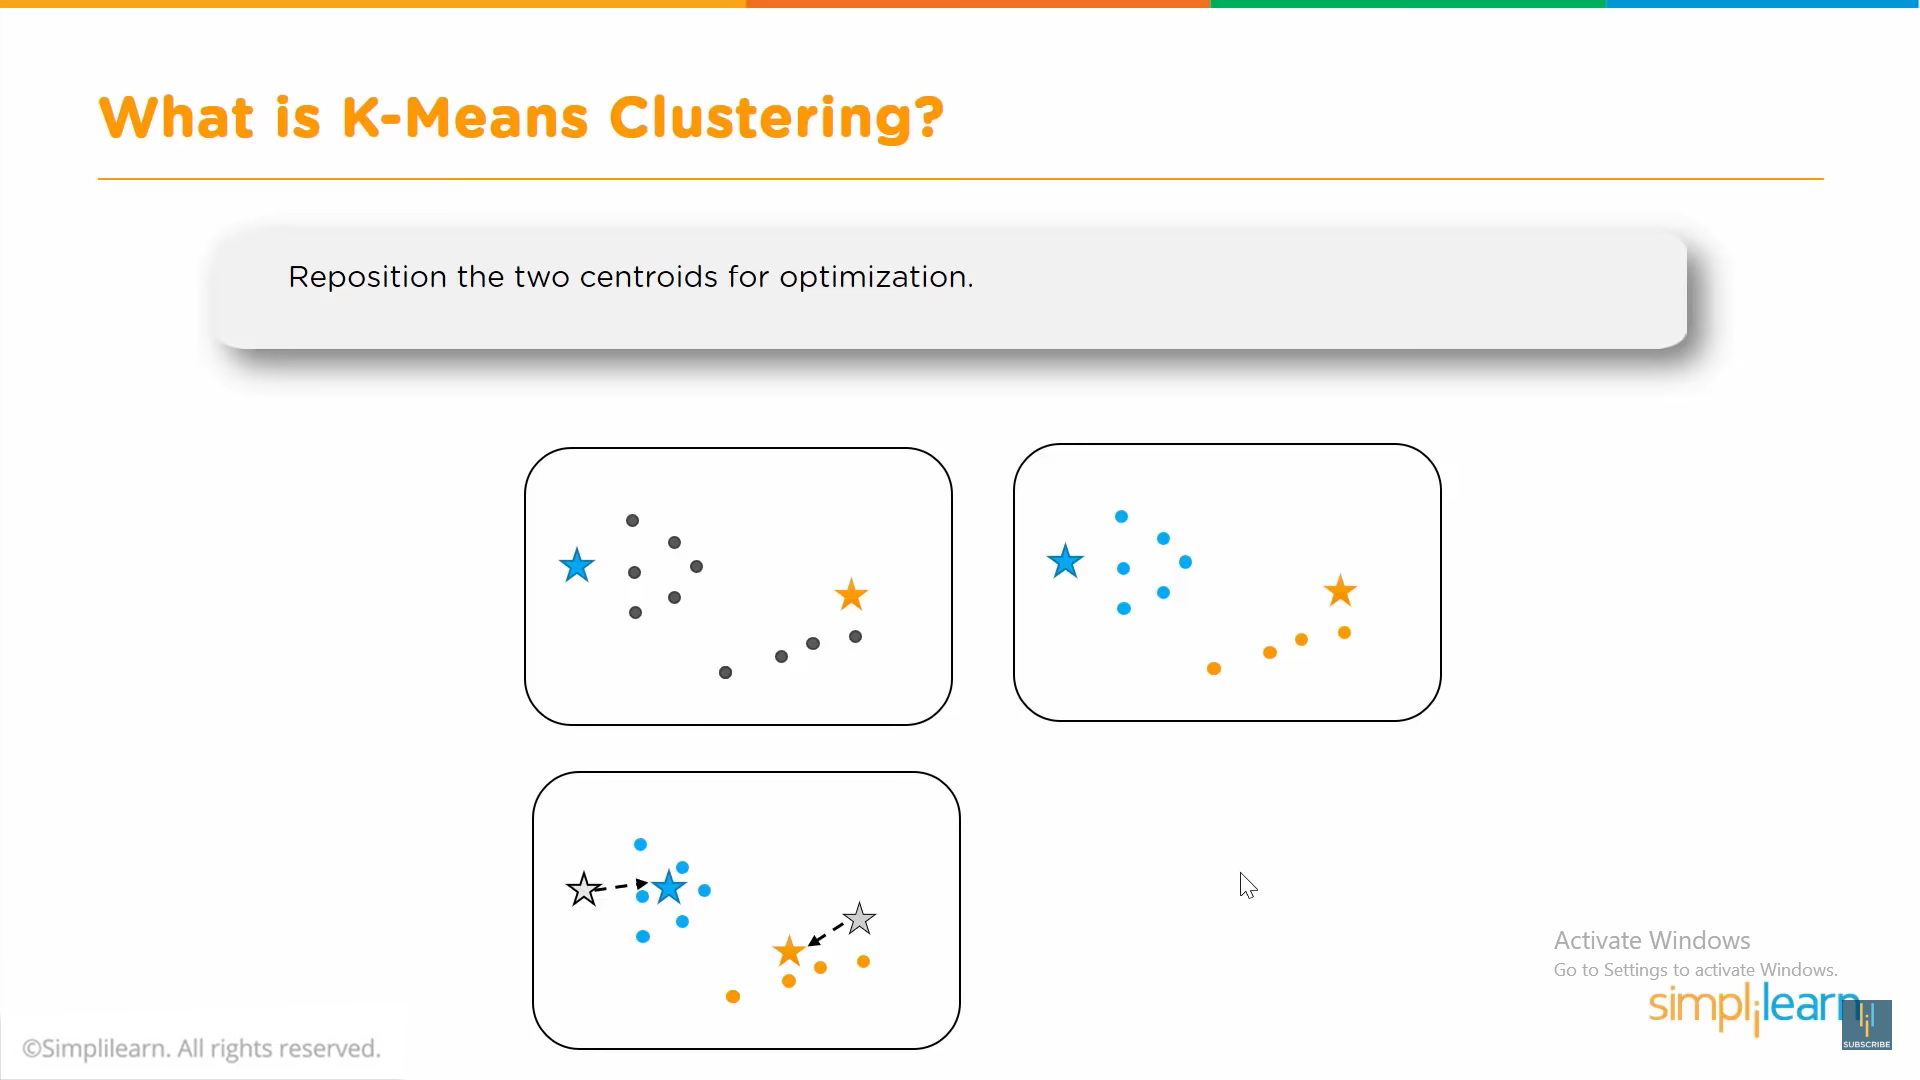 What is K-Means Clustering?
Reposition the two centroids for optimization.
Activate Windows
Go to Settings to activate Windows.
simplilearn
SUBSCRIBE
©Simplilearn. All rights reserved.